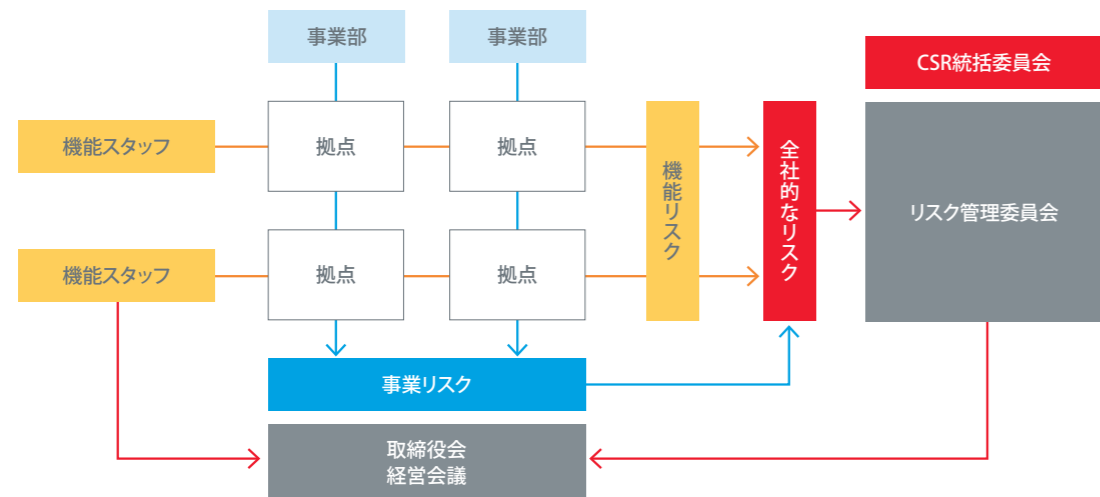 事業部
事業部
CSR統括委員会
機能スタッフ
拠点
拠点
機能リスク
全社的なリスク
リスク管理委員会
機能スタッフ
拠点
拠点
事業リスク
取締役会
経営会議